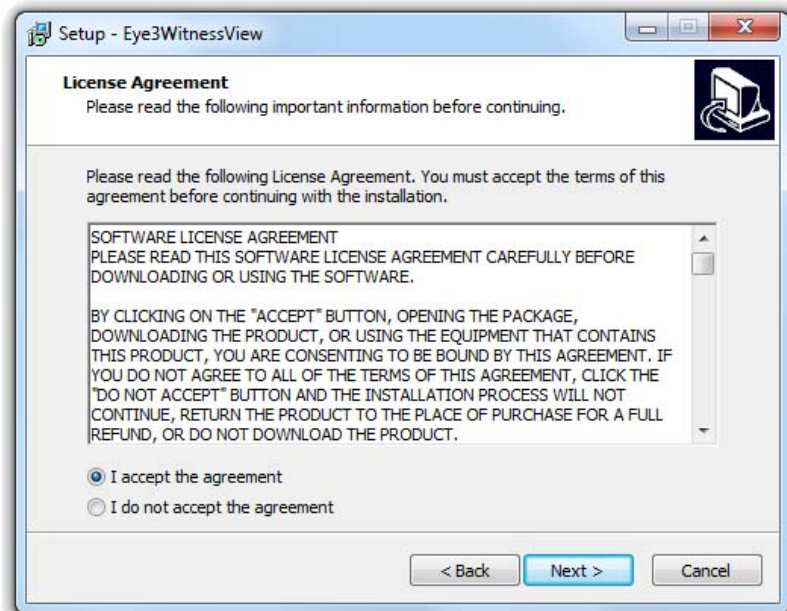 Setup - Eye3WitnessView
License Agreement
Please read the following important information before continuing.
Please read the following License Agreement. You must accept the terms of this
agreement before continuing with the installation.
SOFTWARE LICENSE AGREEMENT
PLEASE READ THIS SOFTWARE LICENSE AGREEMENT CAREFULLY BEFORE
DOWNLOADING OR USING THE SOFTWARE.
BY CLICKING ON THE "ACCEPT" BUTTON, OPENING THE PACKAGE,
DOWNLOADING THE PRODUCT, OR USING THE EQUIPMENT THAT CONTAINS
THIS PRODUCT, YOU ARE CONSENTING TO BE BOUND BY THIS AGREEMENT. IF
YOU DO NOT AGREE TO ALL OF THE TERMS OF THIS AGREEMENT, CLICK THE
"DO NOT ACCEPT" BUTTON AND THE INSTALLATION PROCESS WILL NOT
CONTINUE, RETURN THE PRODUCT TO THE PLACE OF PURCHASE FOR A FULL
REFUND, OR DO NOT DOWNLOAD THE PRODUCT.
I accept the agreement
I do not accept the agreement
< Back Next > Cancel